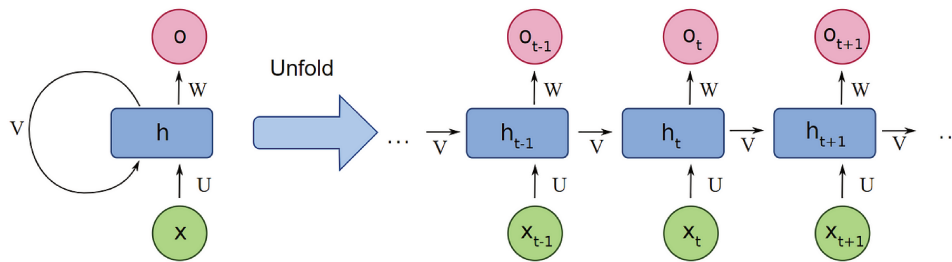 o
W
Unfold
V
h
U
x
o_{t-1}
o_t
o_{t+1}
W
W
W
...
V
h_{t-1}
V
h_t
V
h_{t+1}
V
..
U
U
U
x_{t-1}
x_t
x_{t+1}